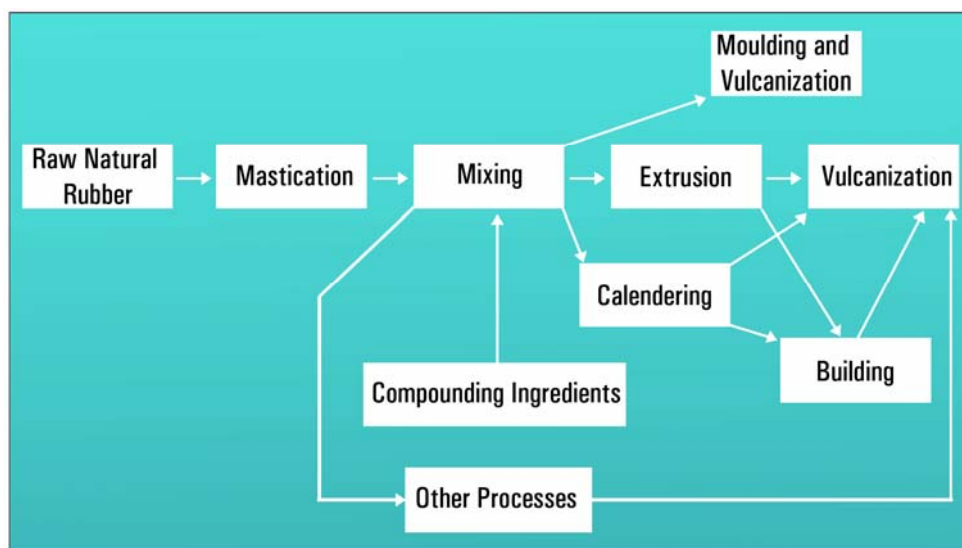 Moulding and
Vulcanization
Raw Natural
Rubber
Mastication
Mixing
Extrusion
Vulcanization
Calendering
Building
Compounding Ingredients
Other Processes